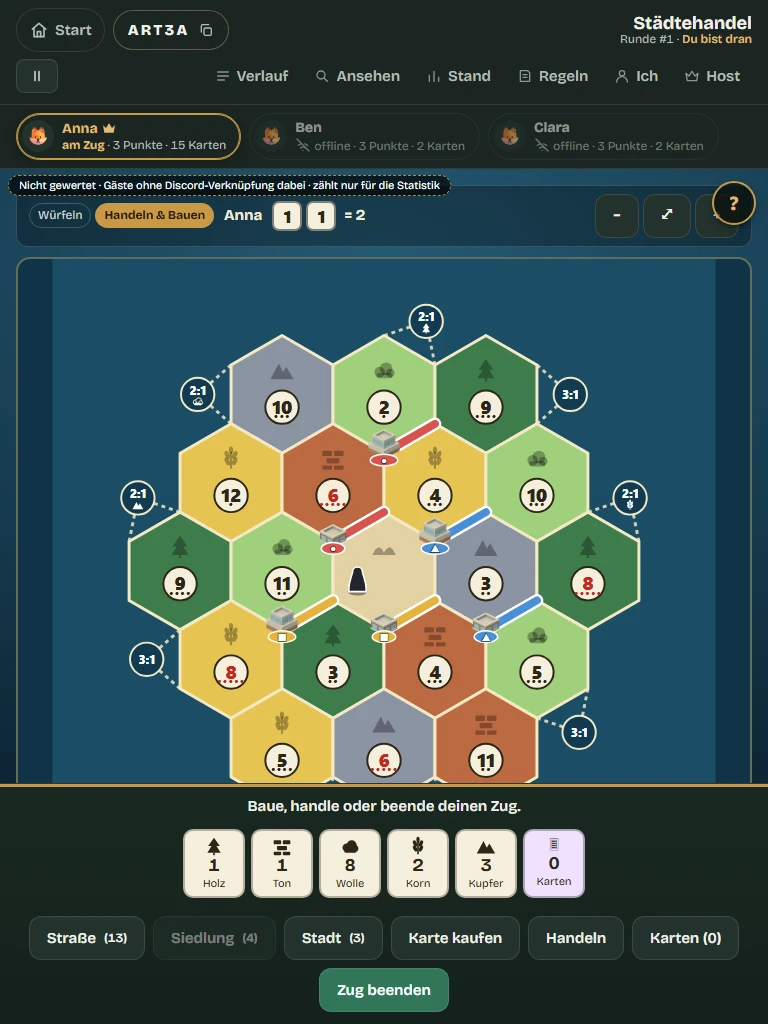 Start
ART3A
Städtehandel
Runde #1 · Du bist dran
Verlauf
Ansehen
Stand
Regeln
Ich
Host
Anna
am Zug · 3 Punkte · 15 Karten
Ben
offline · 3 Punkte · 2 Karten
Clara
offline · 3 Punkte · 2 Karten
Nicht gewertet · Gäste ohne Discord-Verknüpfung dabei · zählt nur für die Statistik
Würfeln
Handeln & Bauen
Anna
1
1
= 2
-
?
2:1
2:1
10
2
9
3:1
12
6
4
10
2:1
2:1
9
11
3
8
3:1
8
3
4
5
3:1
5
6
11
Baue, handle oder beende deinen Zug.
1
1
8
2
3
0
Holz
Ton
Wolle
Korn
Kupfer
Karten
Straße (13)
Siedlung (4)
Stadt (3)
Karte kaufen
Handeln
Karten (0)
Zug beenden